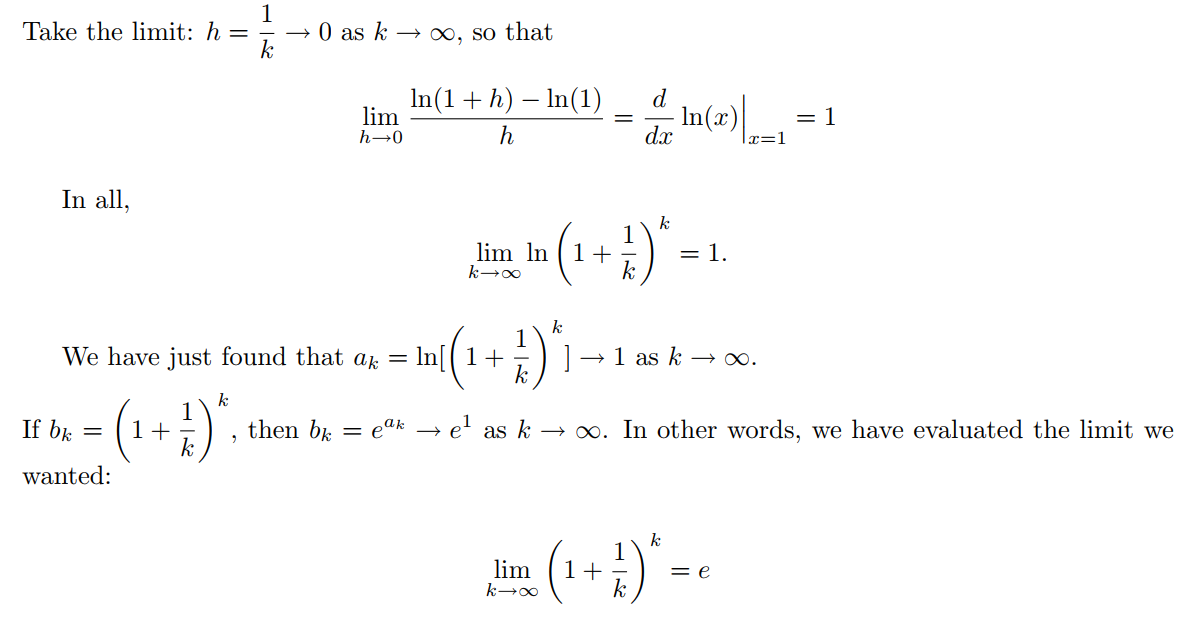 Take the limit: h = 1/k → 0 as k → ∞, so that
lim_{h→0} (ln(1 + h) − ln(1))/h = d/dx ln(x)|_{x=1} = 1
In all,
lim_{k→∞} ln (1 + 1/k)^k = 1.
We have just found that a_k = ln[(1 + 1/k)^k] → 1 as k → ∞.
If b_k = (1 + 1/k)^k, then b_k = e^{a_k} → e^1 as k → ∞. In other words, we have evaluated the limit we
wanted:
lim_{k→∞} (1 + 1/k)^k = e